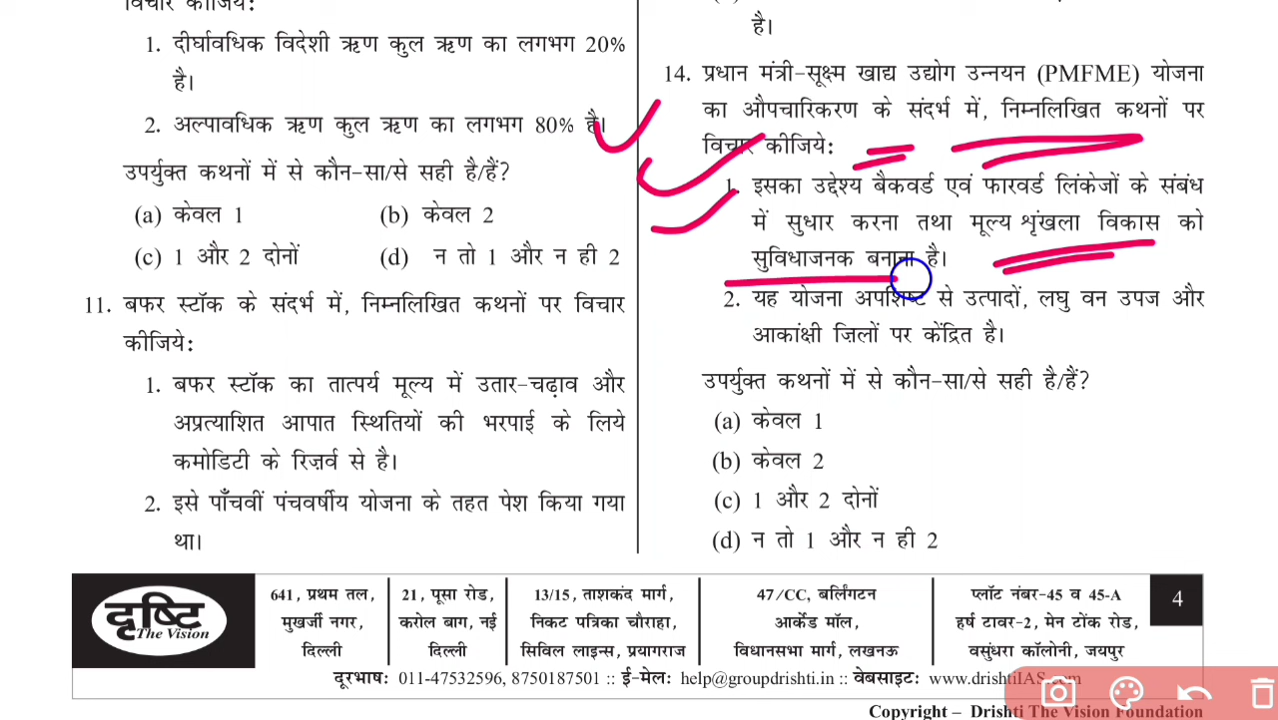 विचार कीजिये:
1. दीर्घावधिक विदेशी ऋण कुल ऋण का लगभग 20%
है।
2. अल्पावधिक ऋण कुल ऋण का लगभग 80% है।
उपर्युक्त कथनों में से कौन-सा/से सही है/हैं?
(a) केवल 1 (b) केवल 2
(c) 1 और 2 दोनों (d) न तो 1 और न ही 2
11. बफर स्टॉक के संदर्भ में, निम्नलिखित कथनों पर विचार
कीजिये:
1. बफर स्टॉक का तात्पर्य मूल्य में उतार-चढ़ाव और
अप्रत्याशित आपात स्थितियों की भरपाई के लिये
कमोडिटी के रिज़र्व से है।
2. इसे पाँचवीं पंचवर्षीय योजना के तहत पेश किया गया
था।
है।
14. प्रधान मंत्री-सूक्ष्म खाद्य उद्योग उन्नयन (PMFME) योजना
का औपचारिकरण के संदर्भ में, निम्नलिखित कथनों पर
विचार कीजिये:
1. इसका उद्देश्य बैकवर्ड एवं फारवर्ड लिंकेजों के संबंध
में सुधार करना तथा मूल्य शृंखला विकास को
सुविधाजनक बनाना है।
2. यह योजना अपशिष्ट से उत्पादों, लघु वन उपज और
आकांक्षी ज़िलों पर केंद्रित है।
उपर्युक्त कथनों में से कौन-सा/से सही है/हैं?
(a) केवल 1
(b) केवल 2
(c) 1 और 2 दोनों
(d) न तो 1 और न ही 2
दृष्टि
The Vision
641, प्रथम तल,
मुखर्जी नगर,
दिल्ली
21, पूसा रोड,
करोल बाग, नई
दिल्ली
13/15, ताशकंद मार्ग,
निकट पत्रिका चौराहा,
सिविल लाइन्स, प्रयागराज
47/CC, बर्लिंगटन
आर्केड मॉल,
विधानसभा मार्ग, लखनऊ
प्लॉट नंबर-45 व 45-A
हर्ष टावर-2, मेन टोंक रोड,
वसुंधरा कॉलोनी, जयपुर
4
दूरभाष: 011-47532596, 8750187501 :: ई-मेल: help@groupdrishti.in :: वेबसाइट: www.drishtiIAS.com
Copyright – Drishti The Vision Foundation